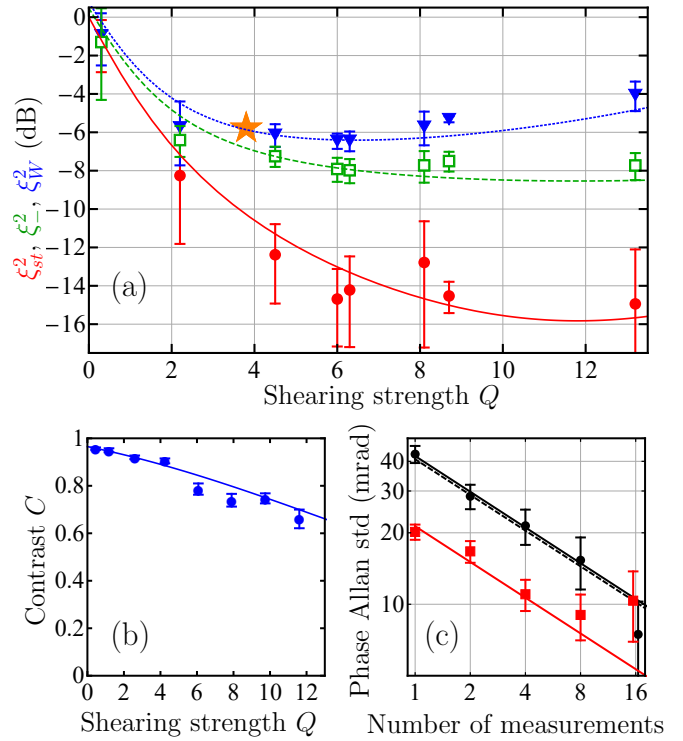 0
−2
−4
−6
−8
−10
−12
−14
−16
ξ²st, ξ²−, ξ²W (dB)
(a)
0 2 4 6 8 10 12
Shearing strength Q
1
0.8
0.6
0.4
0.2
0
Contrast C
(b)
0 2 4 6 8 10 12
Shearing strength Q
40
30
20
10
Phase Allan std (mrad)
(c)
1 2 4 8 16
Number of measurements